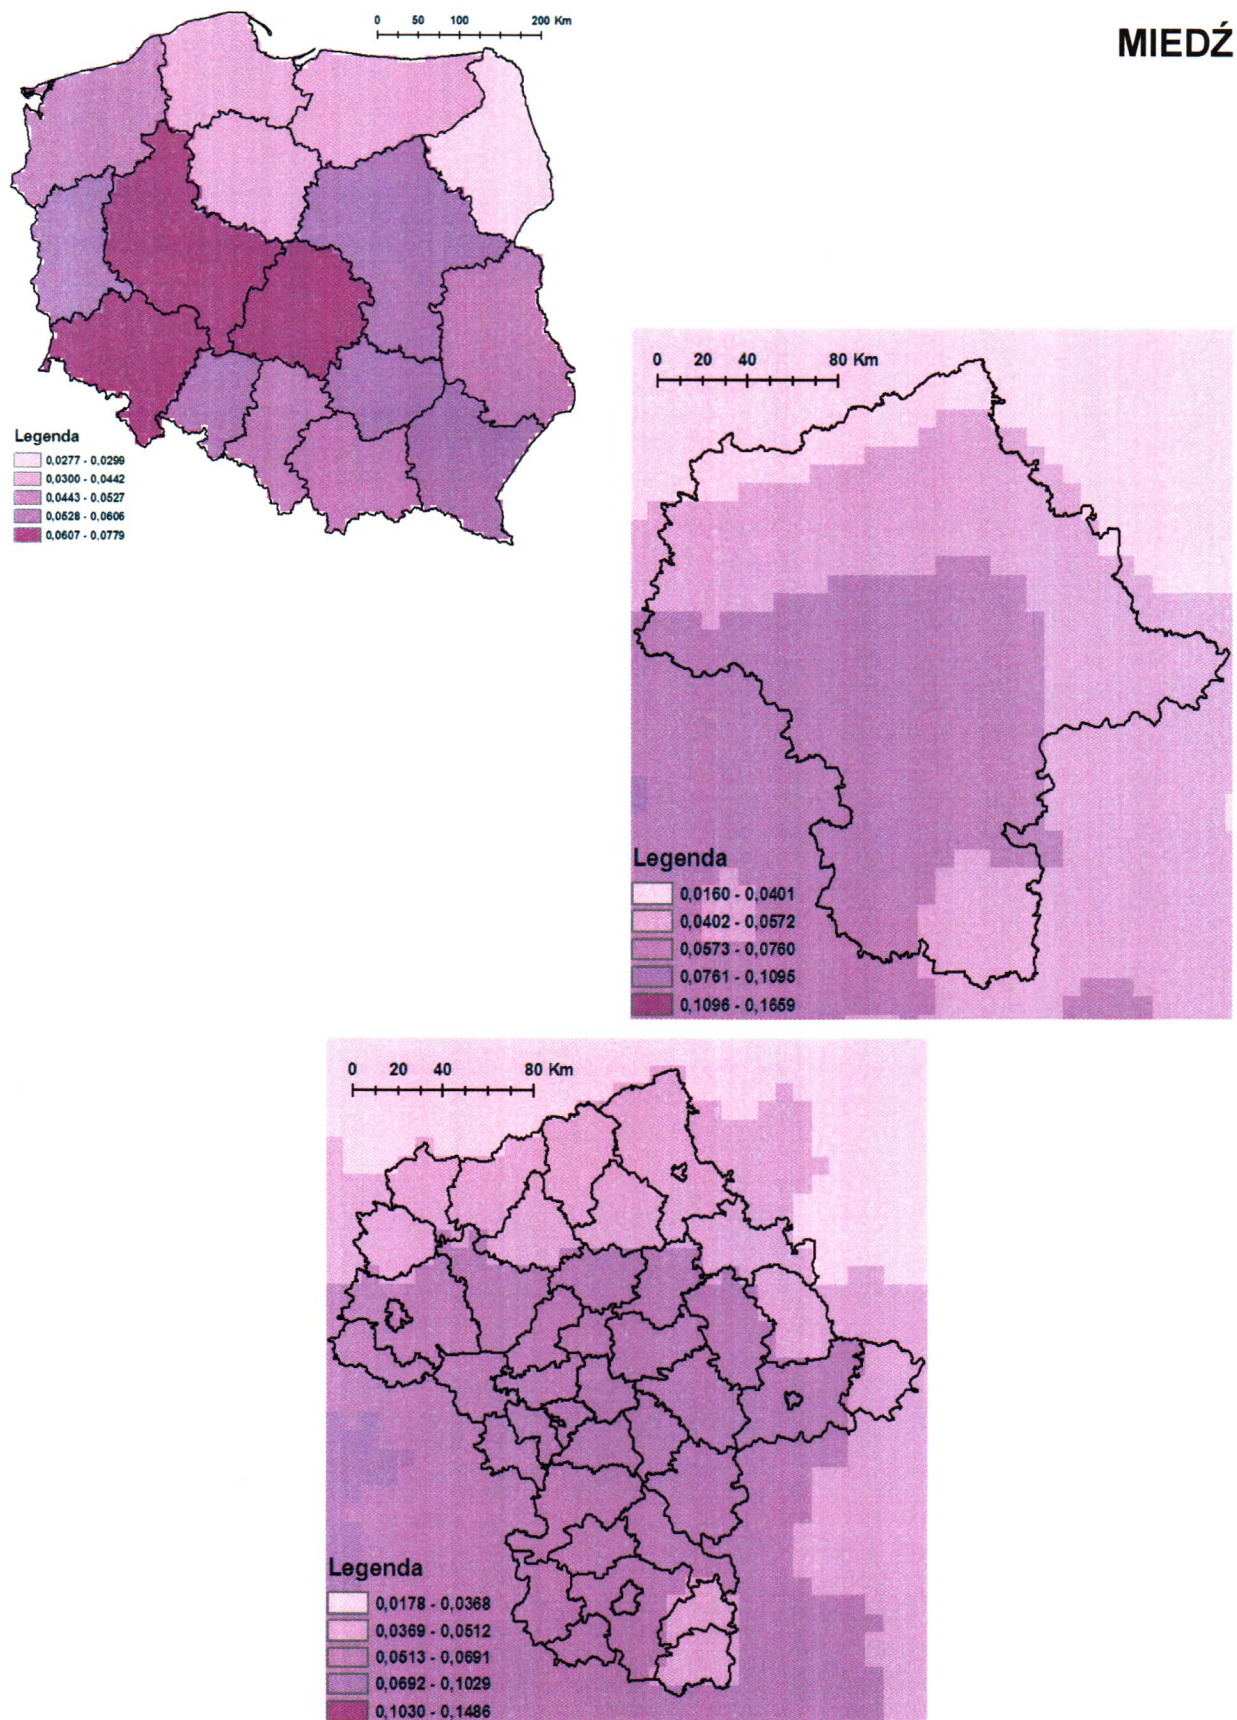 0 50 100 200 Km
MIEDŹ
Legenda
0,0277 - 0,0299
0,0300 - 0,0442
0,0443 - 0,0527
0,0528 - 0,0606
0,0607 - 0,0779
0 20 40 80 Km
Legenda
0,0160 - 0,0401
0,0402 - 0,0572
0,0573 - 0,0760
0,0761 - 0,1095
0,1096 - 0,1659
0 20 40 80 Km
Legenda
0,0178 - 0,0368
0,0369 - 0,0512
0,0513 - 0,0691
0,0692 - 0,1029
0,1030 - 0,1486